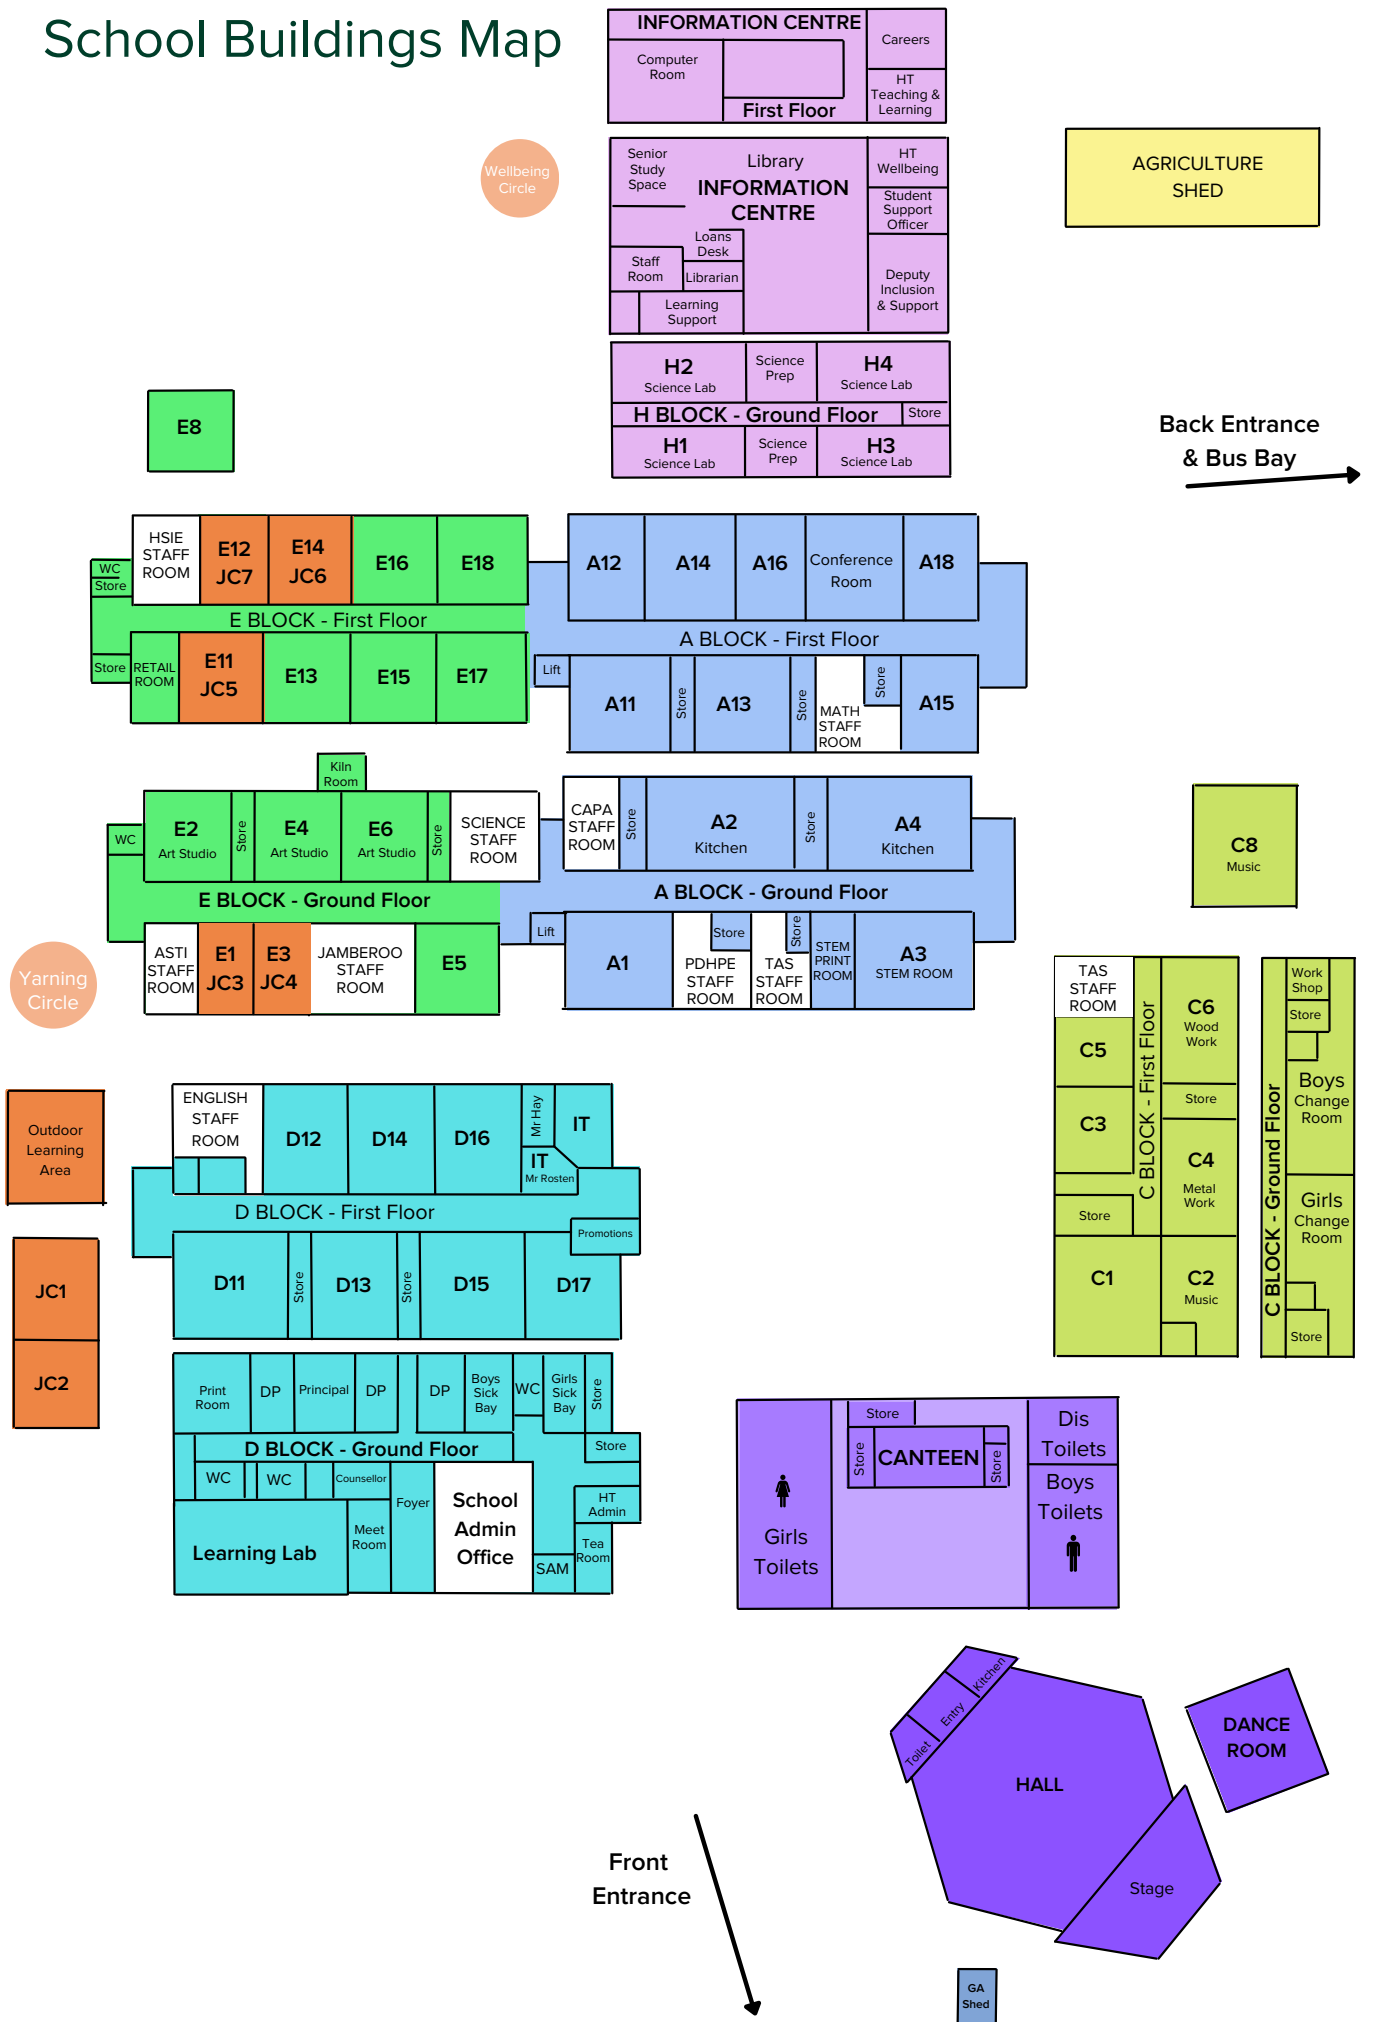 School Buildings Map
INFORMATION CENTRE
Careers
Computer
Room
HT
Teaching &
Learning
First Floor
Wellbeing
Circle
Senior
Study
Space
Library
INFORMATION
CENTRE
HT
Wellbeing
Student
Support
Officer
Loans
Desk
Staff
Room
Librarian
Learning
Support
Deputy
Inclusion
& Support
AGRICULTURE
SHED
H2
Science Lab
Science
Prep
H4
Science Lab
H BLOCK - Ground Floor
Store
H1
Science Lab
Science
Prep
H3
Science Lab
Back Entrance
& Bus Bay
E8
HSIE
STAFF
ROOM
E12
JC7
E14
JC6
E16
E18
WC
Store
E BLOCK - First Floor
Store
RETAIL
ROOM
E11
JC5
E13
E15
E17
A12
A14
A16
Conference
Room
A18
A BLOCK - First Floor
Lift
A11
Store
A13
Store
MATH
STAFF
ROOM
Store
A15
Kiln
Room
WC
E2
Art Studio
Store
E4
Art Studio
E6
Art Studio
Store
SCIENCE
STAFF
ROOM
E BLOCK - Ground Floor
ASTI
STAFF
ROOM
E1
JC3
E3
JC4
JAMBEROO
STAFF
ROOM
E5
CAPA
STAFF
ROOM
Store
A2
Kitchen
Store
A4
Kitchen
A BLOCK - Ground Floor
Lift
A1
Store
PDHPE
STAFF
ROOM
Store
TAS
STAFF
ROOM
STEM
PRINT
ROOM
A3
STEM ROOM
C8
Music
Yarning
Circle
TAS
STAFF
ROOM
C5
C3
Store
C1
C BLOCK - First Floor
C6
Wood
Work
Store
C4
Metal
Work
C2
Music
C BLOCK - Ground Floor
Work
Shop
Store
Boys
Change
Room
Girls
Change
Room
Store
Outdoor
Learning
Area
JC1
JC2
ENGLISH
STAFF
ROOM
D12
D14
D16
Mr Hay
IT
IT
Mr Rosten
D BLOCK - First Floor
Promotions
D11
Store
D13
Store
D15
D17
Print
Room
DP
Principal
DP
DP
Boys
Sick
Bay
WC
Girls
Sick
Bay
Store
D BLOCK - Ground Floor
Store
WC
WC
Counsellor
Foyer
School
Admin
Office
HT
Admin
Learning Lab
Meet
Room
SAM
Tea
Room
Girls
Toilets
Store
Store
CANTEEN
Store
Dis
Toilets
Boys
Toilets
Kitchen
Entry
Toilet
HALL
Stage
DANCE
ROOM
Front
Entrance
GA
Shed